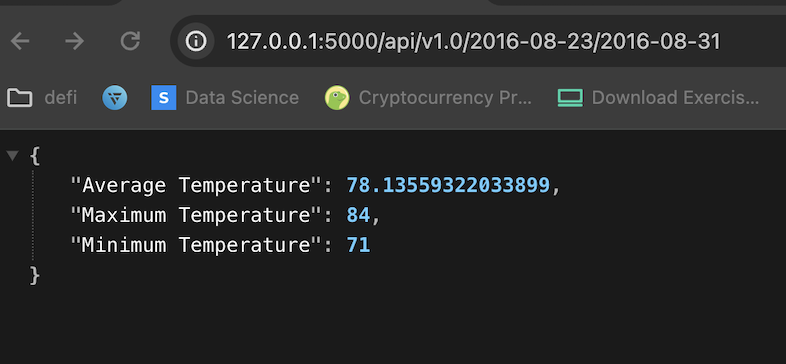 127.0.0.1:5000/api/v1.0/2016-08-23/2016-08-31
defi S Data Science Cryptocurrency Pr... Download Exercis...
{
"Average Temperature": 78.13559322033899,
"Maximum Temperature": 84,
"Minimum Temperature": 71
}